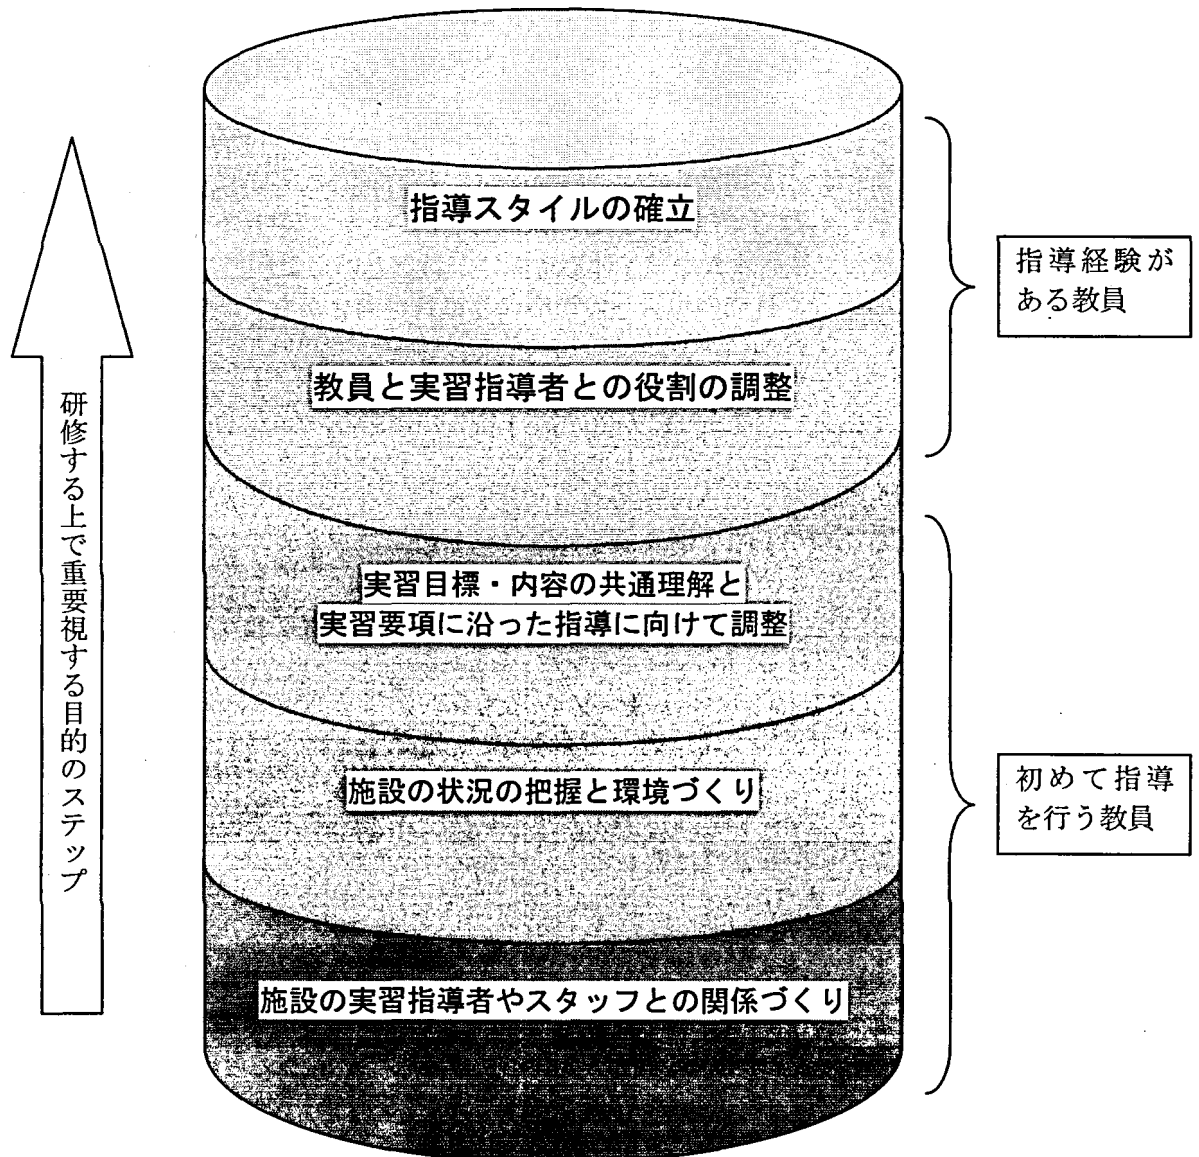 指導スタイルの確立
教員と実習指導者との役割の調整
実習目標・内容の共通理解と
実習要項に沿った指導に向けて調整
施設の状況の把握と環境づくり
施設の実習指導者やスタッフとの関係づくり
研修する上で重要視する目的のステップ
指導経験が
ある教員
初めて指導
を行う教員